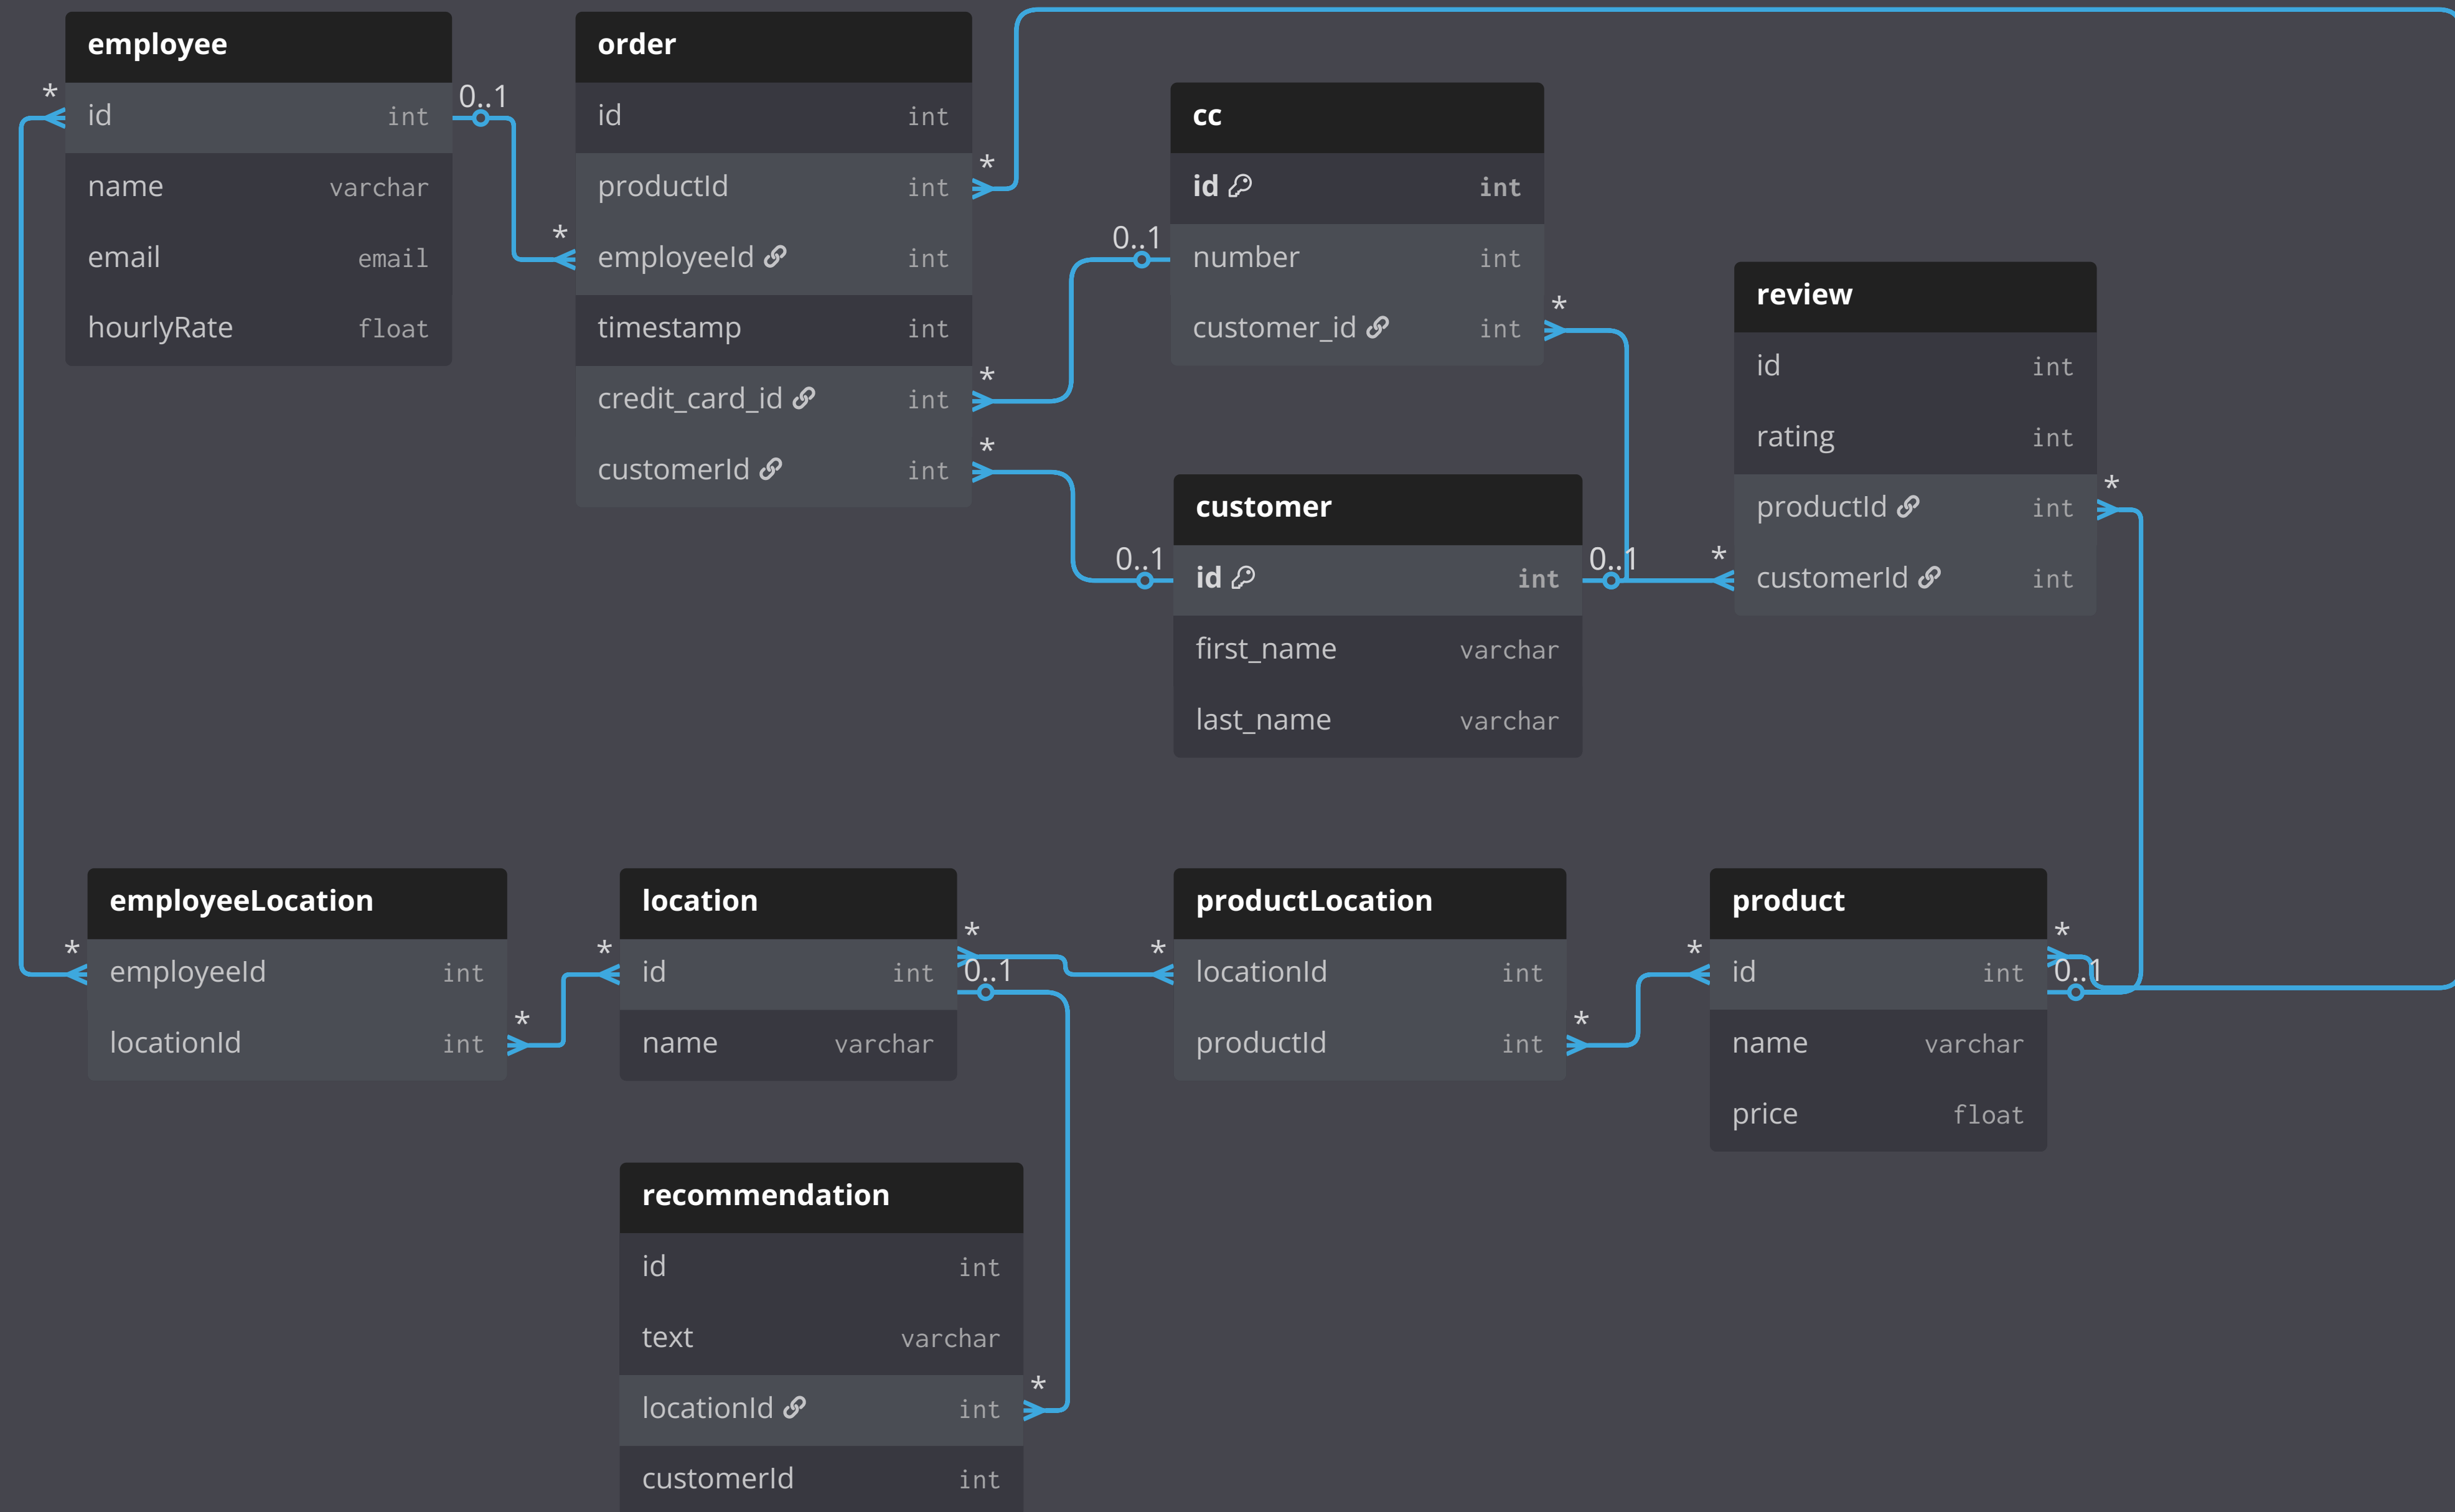 employee
* id int 0..1
name varchar
email email
hourlyRate float
order
id int
productId int *
* employeeId int
timestamp int
credit_card_id int *
customerId int *
cc
id int
0..1 number int
customer_id int *
customer
0..1 id int 0..1
first_name varchar
last_name varchar
review
id int
rating int
productId int *
* customerId int
employeeLocation
* employeeId int
locationId int *
location
*
* id int 0..1
name varchar
productLocation
* locationId int
productId int *
product
*
* id int 0..1
name varchar
price float
recommendation
id int
text varchar
locationId int *
customerId int